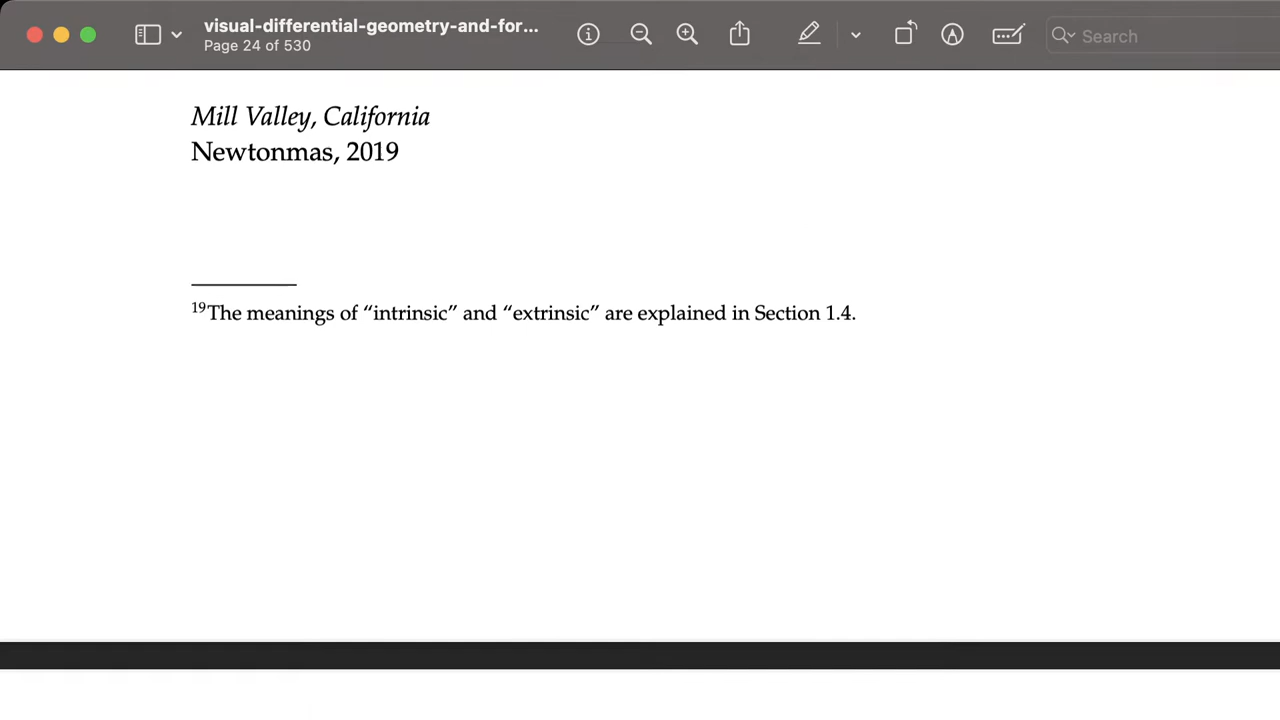 visual-differential-geometry-and-for...
Page 24 of 530
Search
Mill Valley, California
Newtonmas, 2019
19The meanings of “intrinsic” and “extrinsic” are explained in Section 1.4.